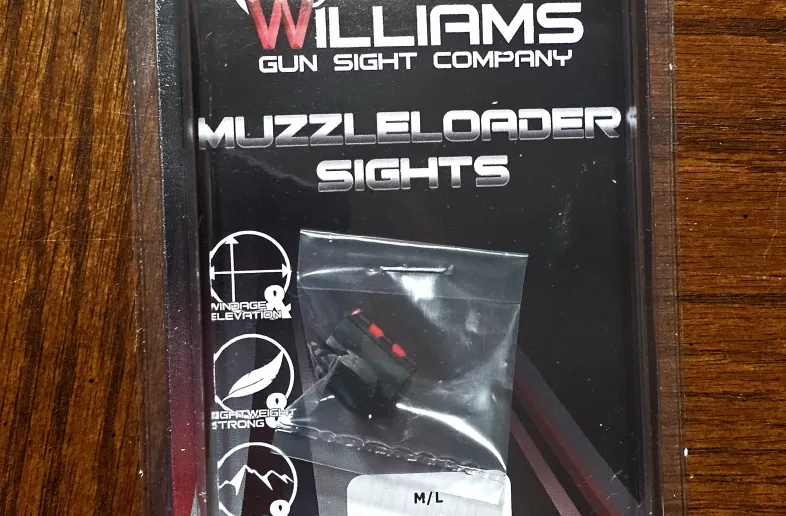 WILLIAMS
GUN SIGHT COMPANY
MUZZLELOADER
SIGHTS
WINDAGE &
ELEVATION
LIGHTWEIGHT &
STRONG
&
M/L